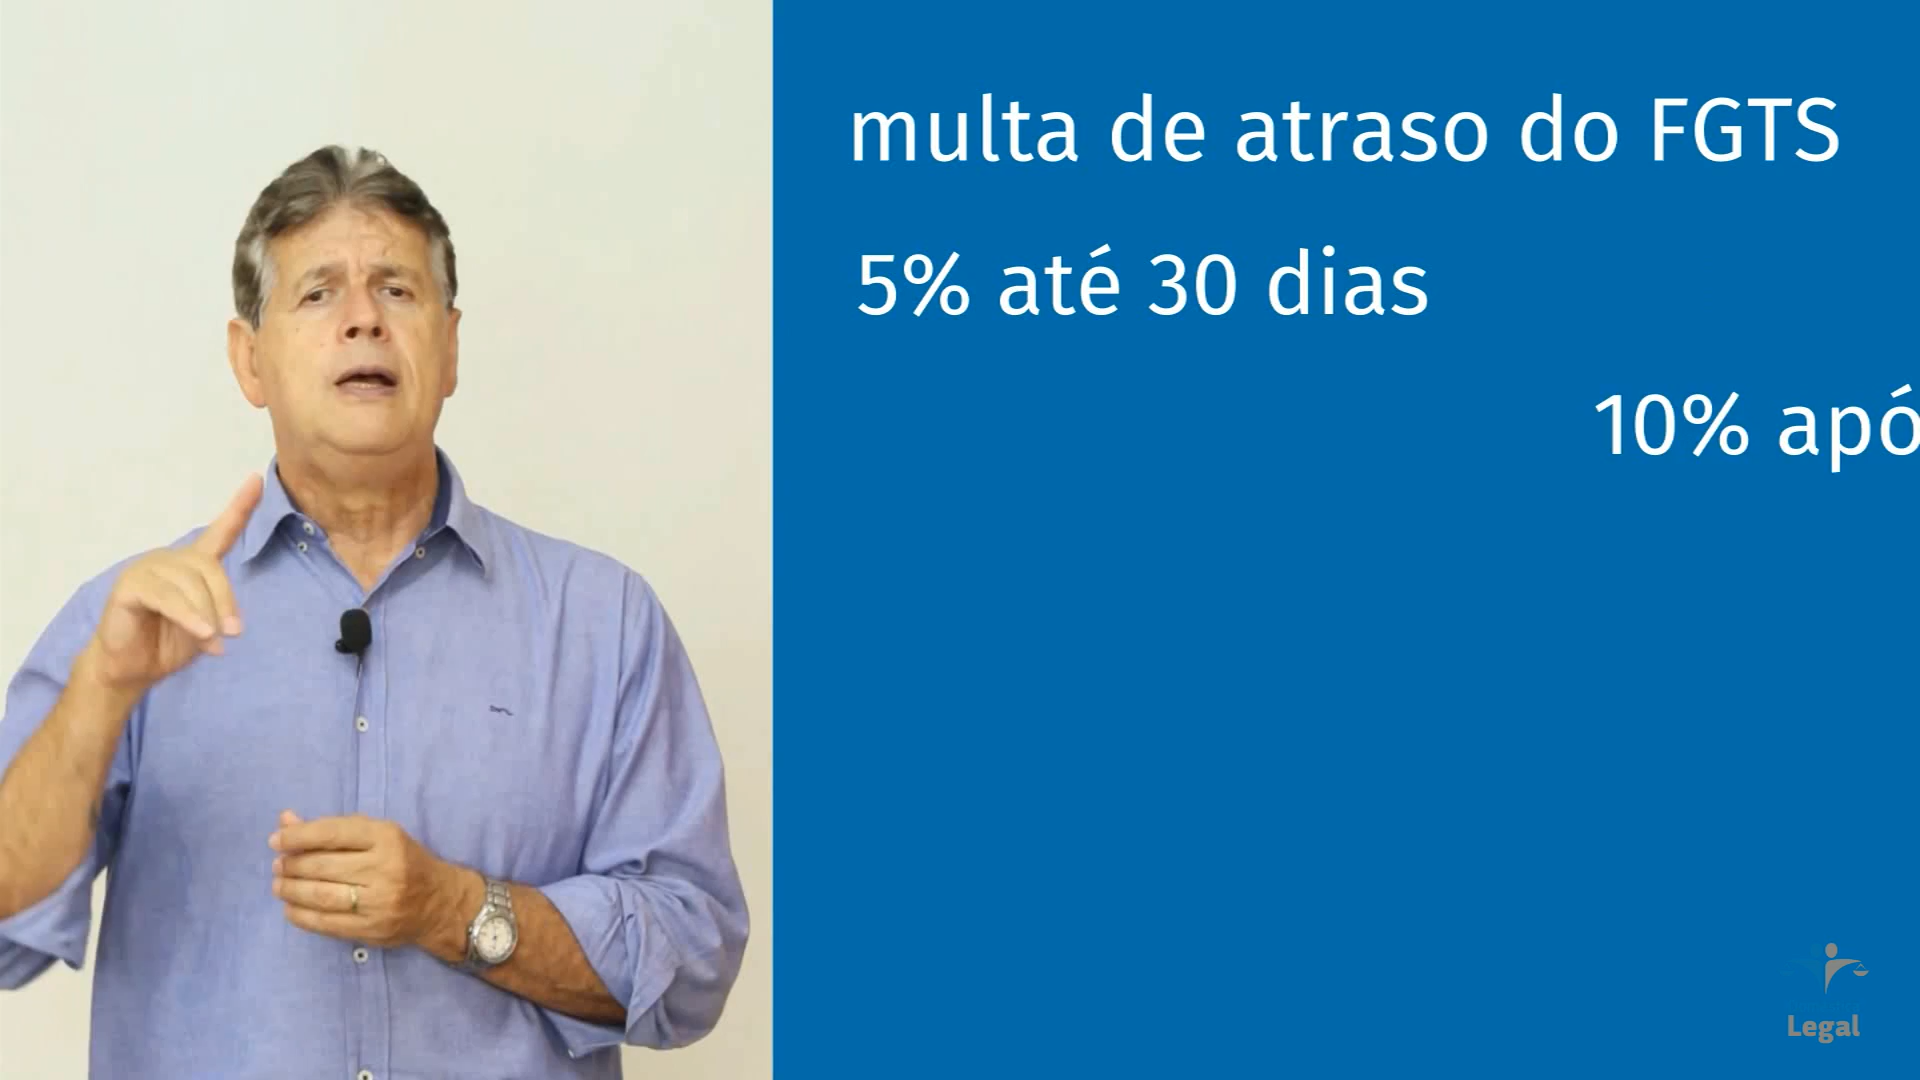 multa de atraso do FGTS
5% até 30 dias
10% apó
Legal